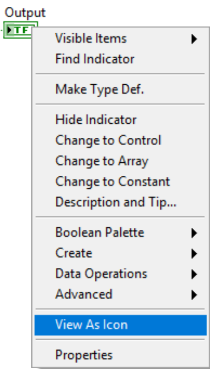 Output
TF
Visible Items
Find Indicator
Make Type Def.
Hide Indicator
Change to Control
Change to Array
Change to Constant
Description and Tip...
Boolean Palette
Create
Data Operations
Advanced
View As Icon
Properties